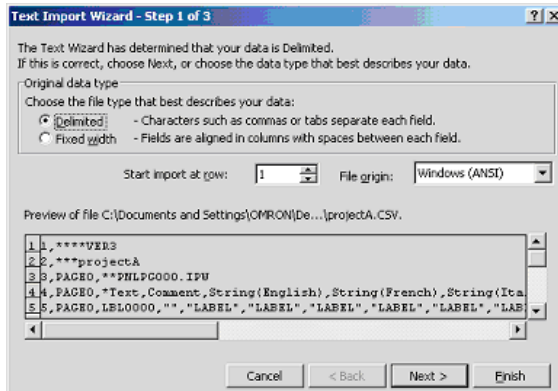 Text Import Wizard - Step 1 of 3
The Text Wizard has determined that your data is Delimited.
If this is correct, choose Next, or choose the data type that best describes your data.
Original data type
Choose the file type that best describes your data:
Delimited - Characters such as commas or tabs separate each field.
Fixed width - Fields are aligned in columns with spaces between each field.
Start import at row: 1 File origin: Windows (ANSI)
Preview of file C:\Documents and Settings\OMRON\De...\projectA.CSV.
1 1,****VER3
2 2,***projectA
3 3,PAGE0,**PNLPG000.IPW
4 4,PAGE0,*Text,Comment,String(English),String(French),String(Ita
5 5,PAGE0,LBL0000,"","LABEL","LABEL","LABEL","LABEL","LABEL","LAB
Cancel < Back Next > Finish